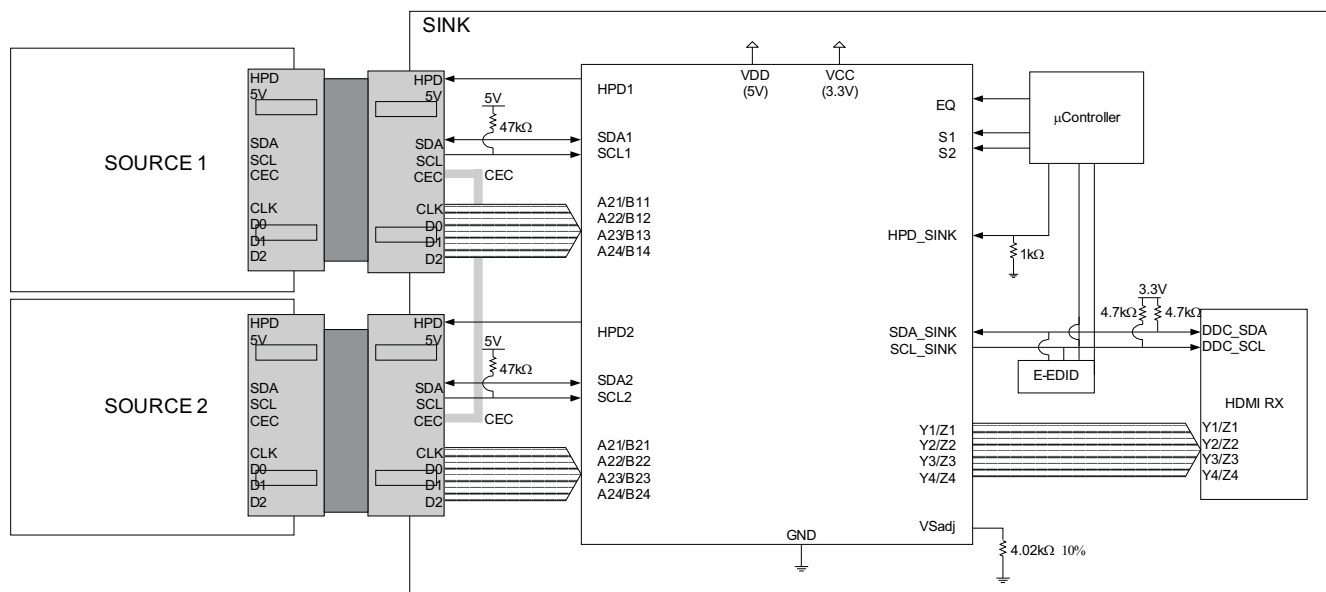 SINK
SOURCE 1
HPD
5V
SDA
SCL
CEC
CLK
D0
D1
D2
HPD
5V
SDA
SCL
CEC
CLK
D0
D1
D2
5V
47kΩ
CEC
SOURCE 2
HPD
5V
SDA
SCL
CEC
CLK
D0
D1
D2
HPD
5V
SDA
SCL
CEC
CLK
D0
D1
D2
5V
47kΩ
CEC
HPD1
SDA1
SCL1
A21/B11
A22/B12
A23/B13
A24/B14
HPD2
SDA2
SCL2
A21/B21
A22/B22
A23/B23
A24/B24
VDD
(5V)
VCC
(3.3V)
GND
EQ
S1
S2
HPD_SINK
SDA_SINK
SCL_SINK
Y1/Z1
Y2/Z2
Y3/Z3
Y4/Z4
VSadj
µController
1kΩ
3.3V
4.7kΩ
4.7kΩ
E-EDID
DDC_SDA
DDC_SCL
HDMI RX
Y1/Z1
Y2/Z2
Y3/Z3
Y4/Z4
4.02kΩ 10%